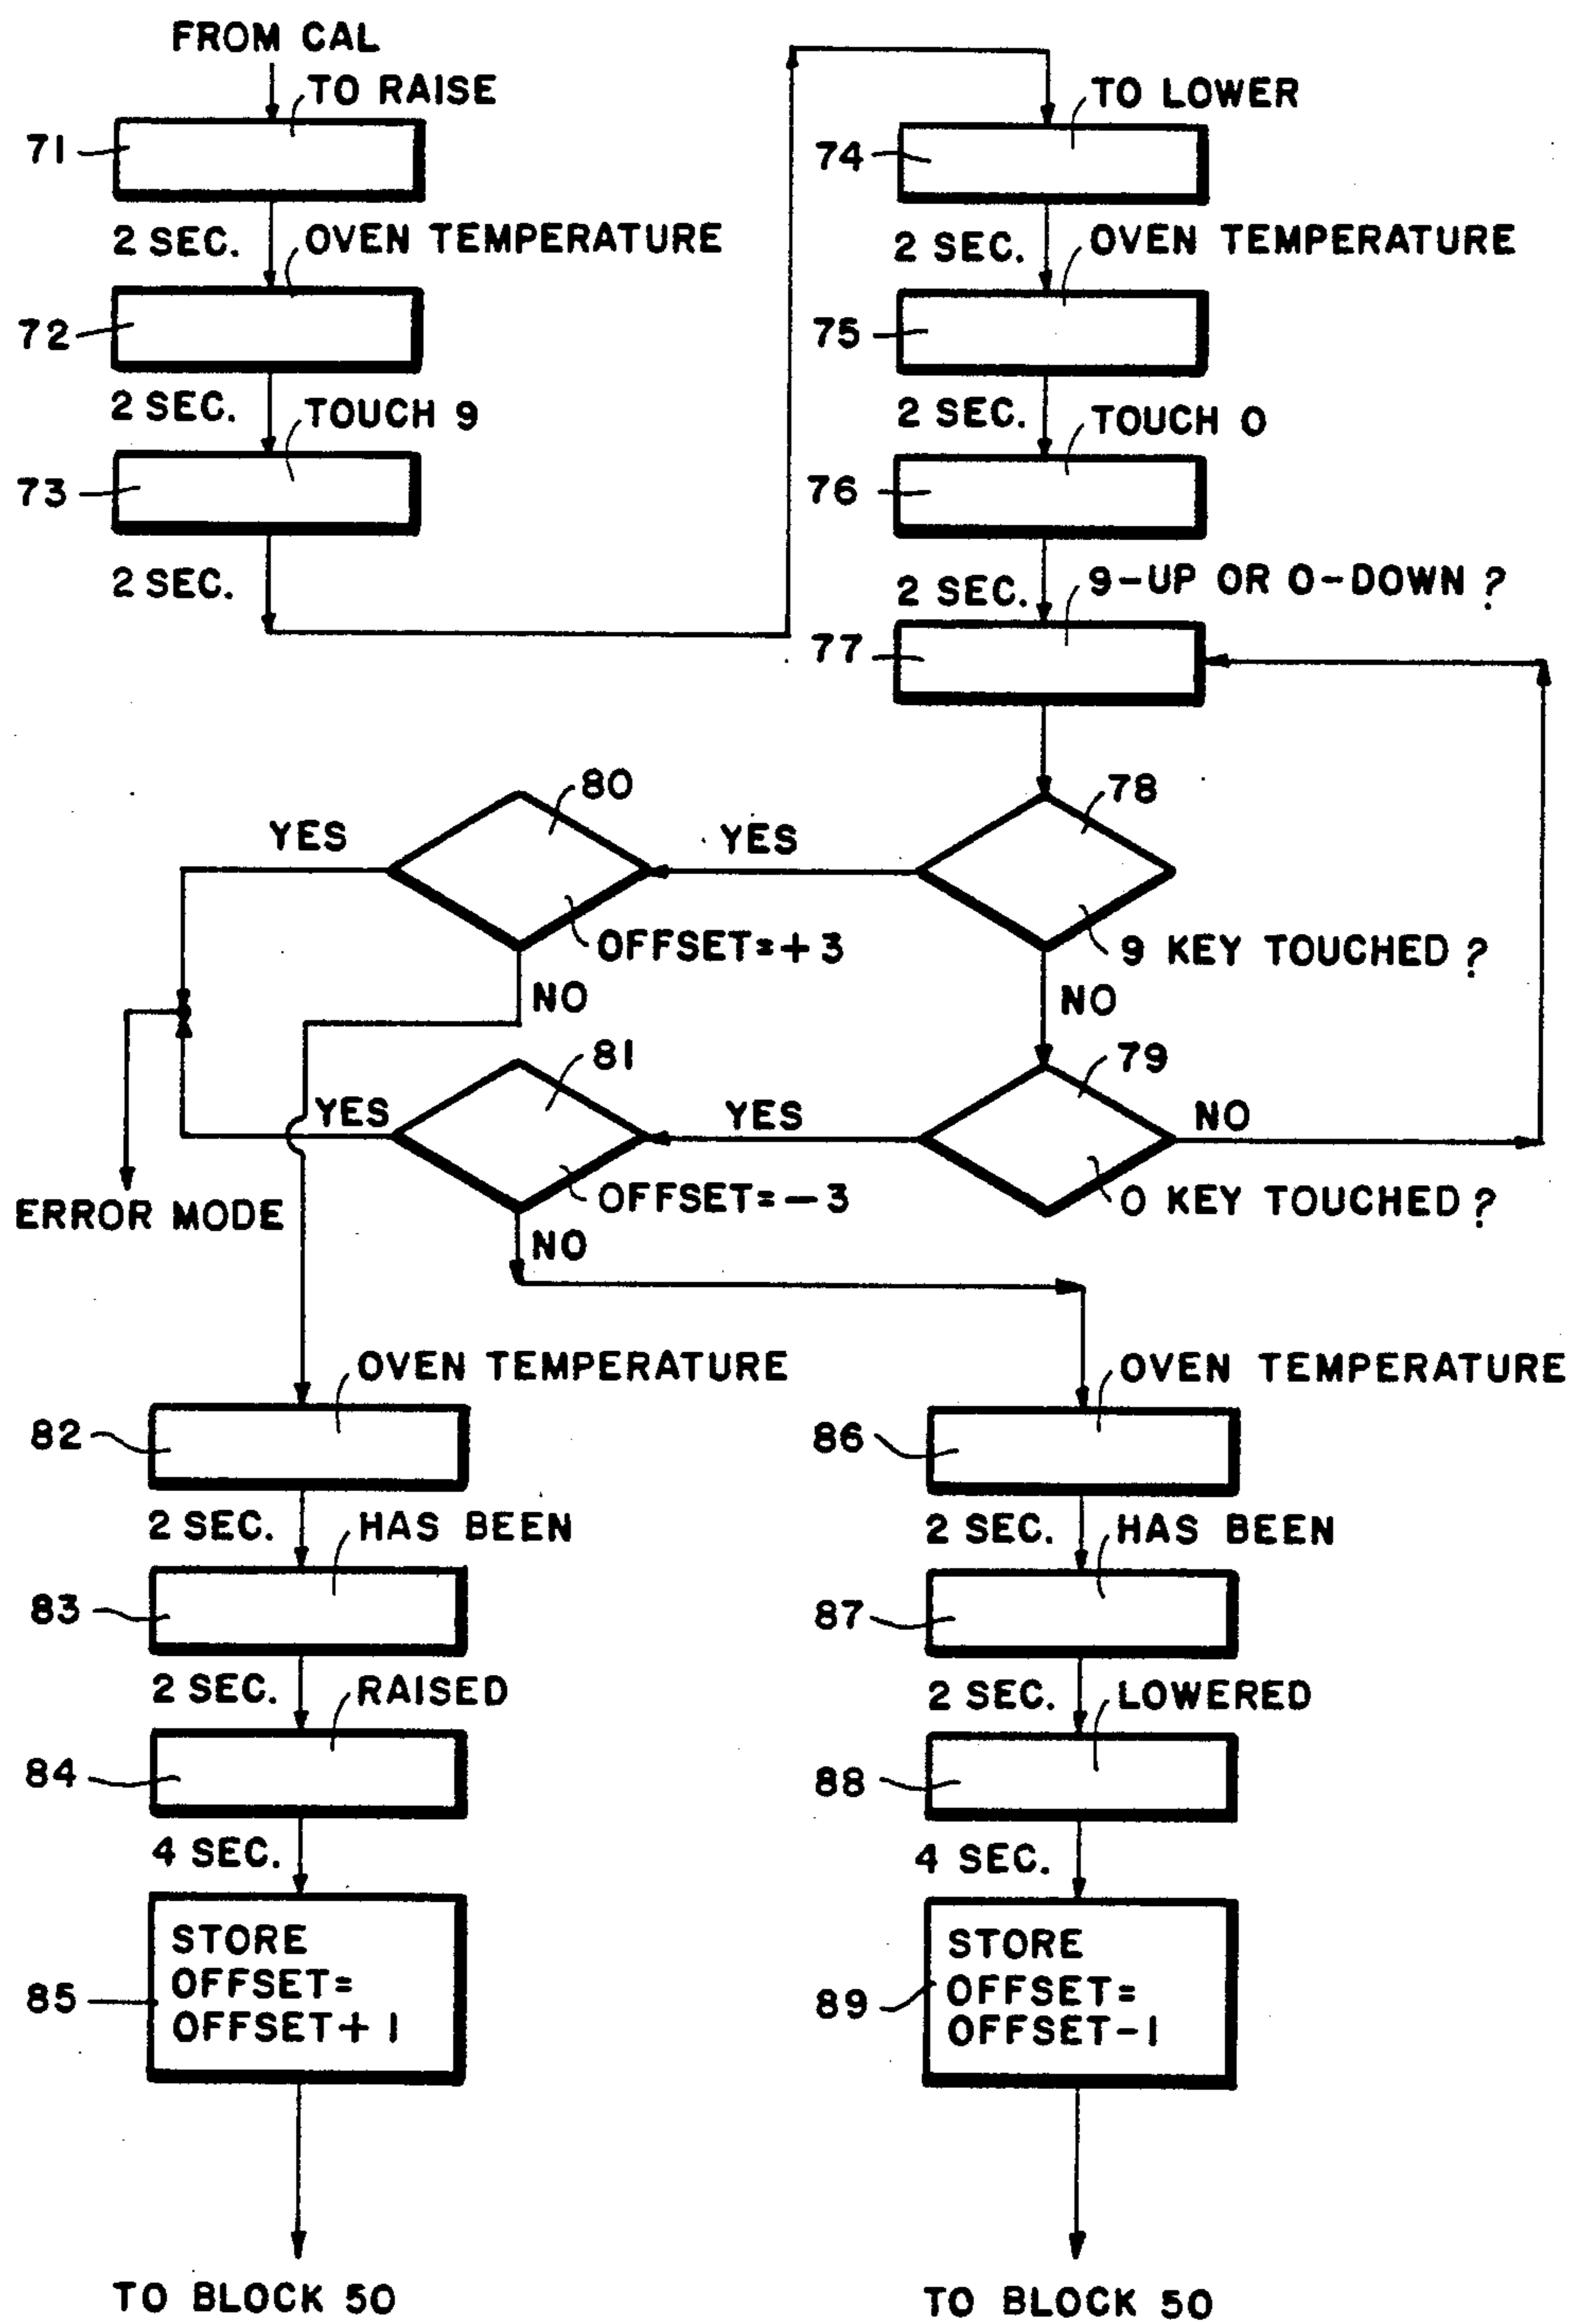 FROM CAL
TO RAISE
71
2 SEC.
OVEN TEMPERATURE
72
2 SEC.
TOUCH 9
73
2 SEC.
TO LOWER
74
2 SEC.
OVEN TEMPERATURE
75
2 SEC.
TOUCH 0
76
2 SEC.
9-UP OR 0-DOWN ?
77
78
YES
9 KEY TOUCHED ?
NO
80
YES
OFFSET=+3
NO
79
YES
NO
0 KEY TOUCHED ?
81
YES
OFFSET=-3
NO
ERROR MODE
OVEN TEMPERATURE
82
2 SEC.
HAS BEEN
83
2 SEC.
RAISED
84
4 SEC.
STORE
OFFSET=
OFFSET+1
85
TO BLOCK 50
OVEN TEMPERATURE
86
2 SEC.
HAS BEEN
87
2 SEC.
LOWERED
88
4 SEC.
STORE
OFFSET=
OFFSET-1
89
TO BLOCK 50